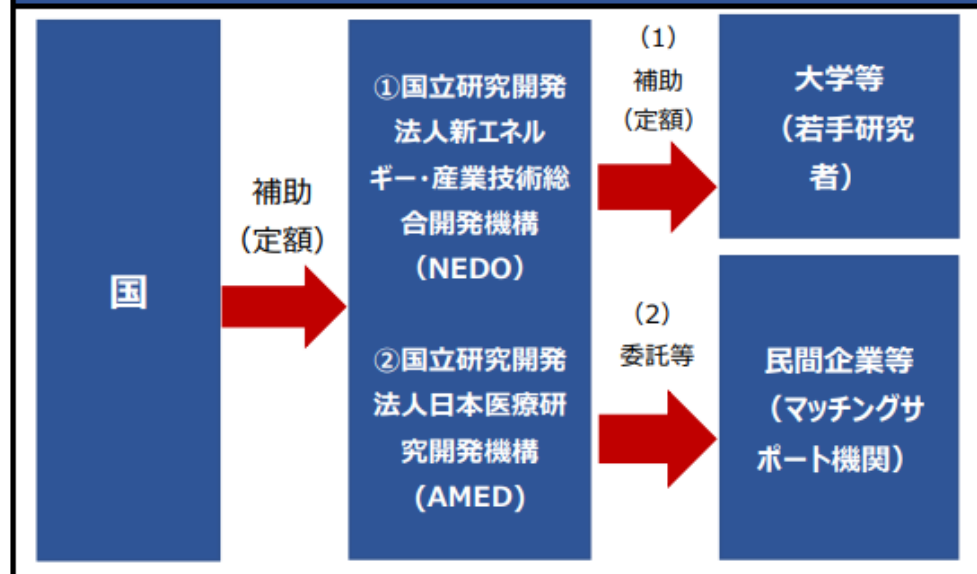 国
補助
（定額）
①国立研究開発
法人新エネル
ギー・産業技術総
合開発機構
（NEDO）
②国立研究開発
法人日本医療研
究開発機構
(AMED)
（1）
補助
（定額）
大学等
（若手研究
者）
（2）
委託等
民間企業等
（マッチングサ
ポート機関）